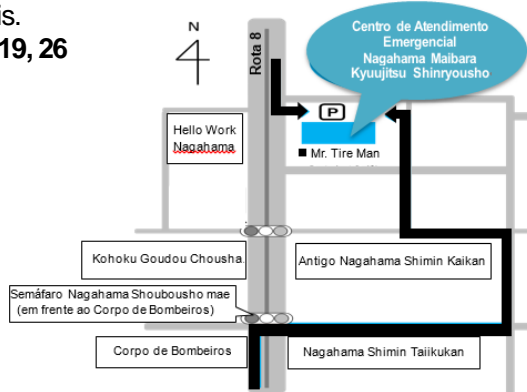 is.
19, 26
N
4
Rota 8
Centro de Atendimento
Emergencial
Nagahama Maibara
Kyuujitsu Shinryousho
P
Hello Work
Nagahama
■ Mr. Tire Man
Kohoku Goudou Chousha
Antigo Nagahama Shimin Kaikan
Semáfaro Nagahama Shoubousho mae
(em frente ao Corpo de Bombeiros)
Corpo de Bombeiros
Nagahama Shimin Taiikukan